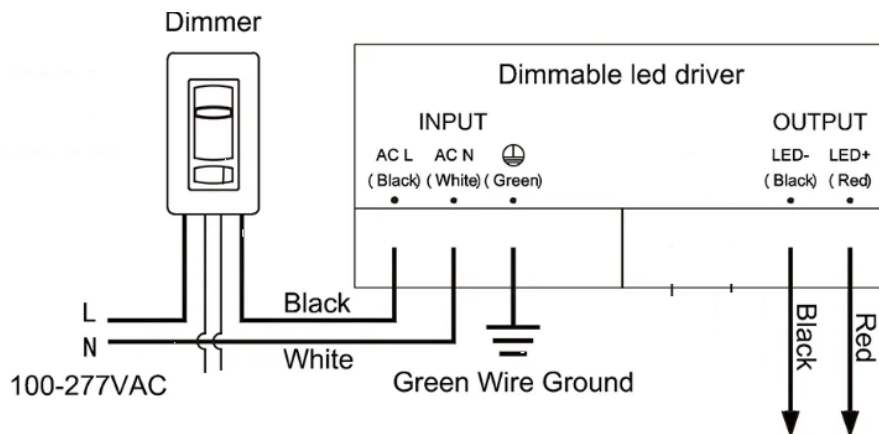 Dimmer
Dimmable led driver
INPUT
OUTPUT
AC L
AC N
LED-
LED+
(Black)
(White)
(Green)
(Black)
(Red)
L
Black
N
White
100-277VAC
Green Wire Ground
Black
Red